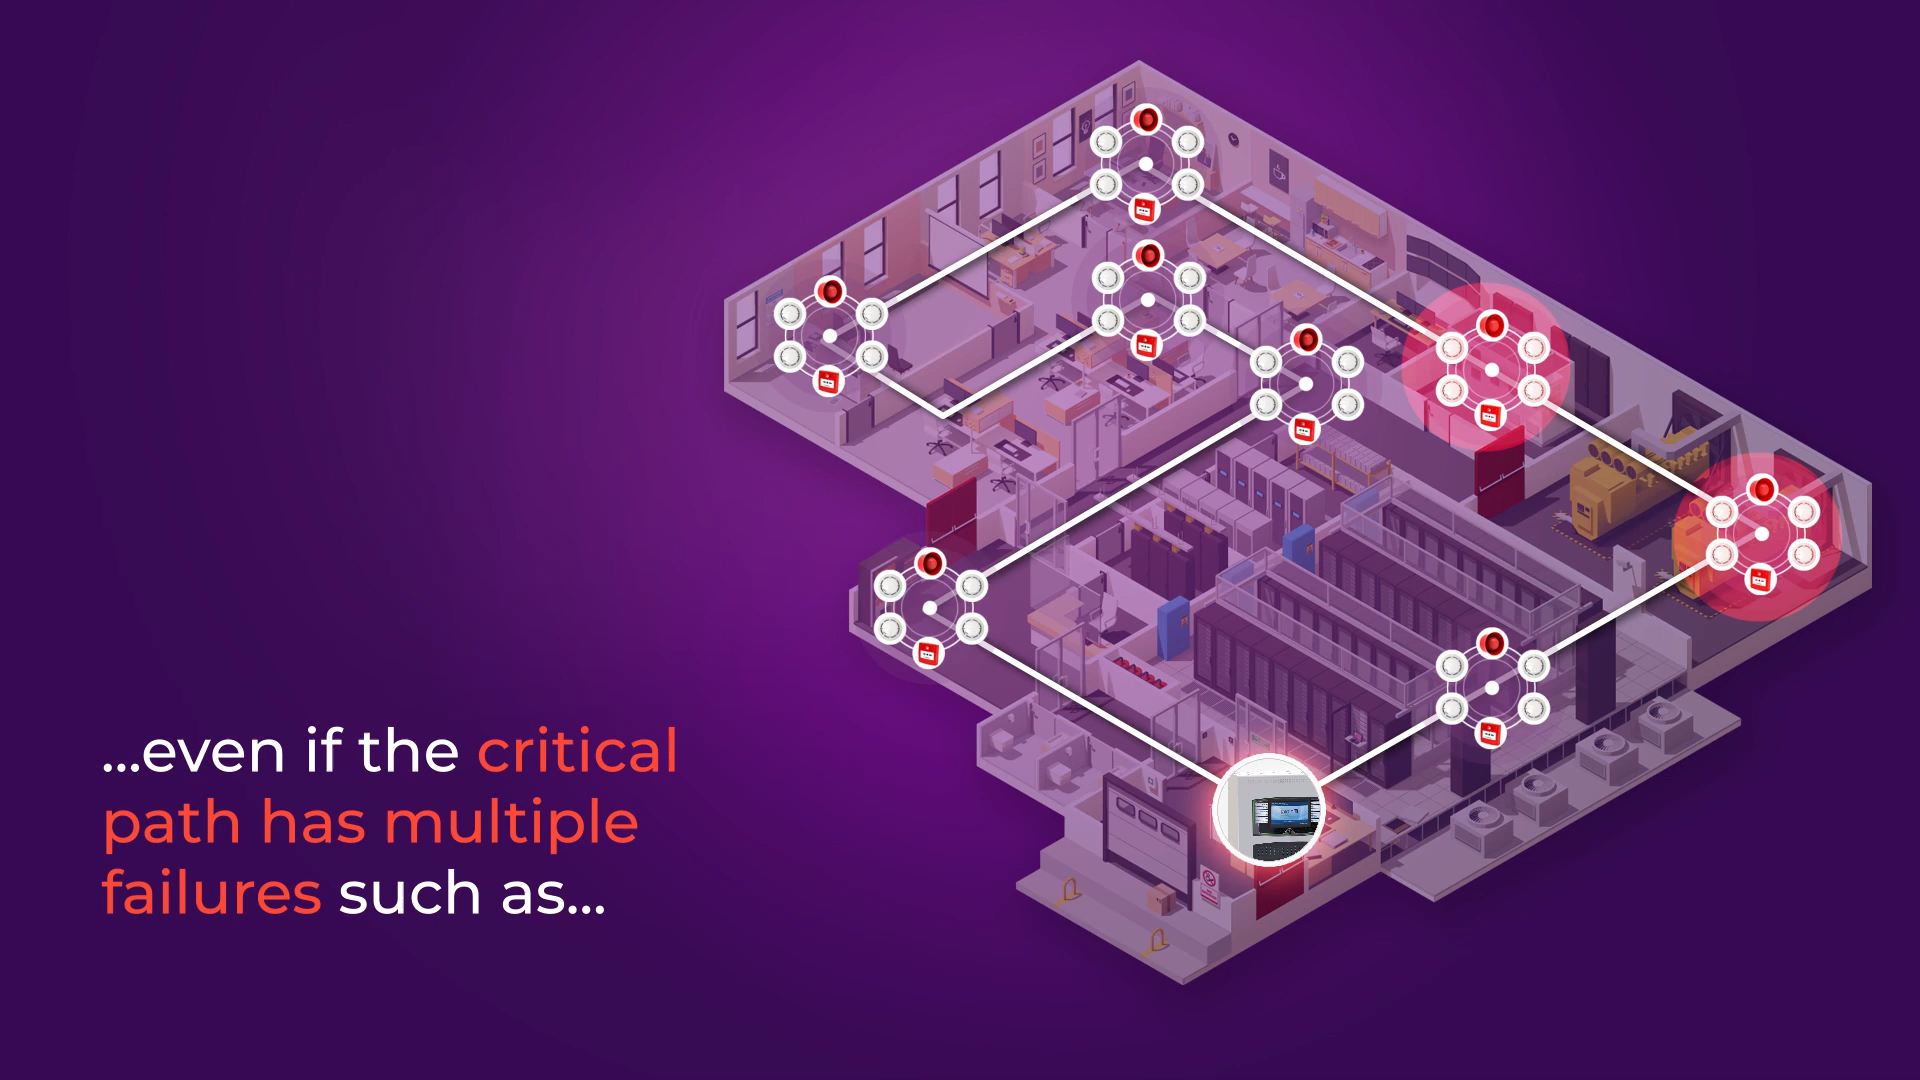 ...even if the critical
path has multiple
failures such as...